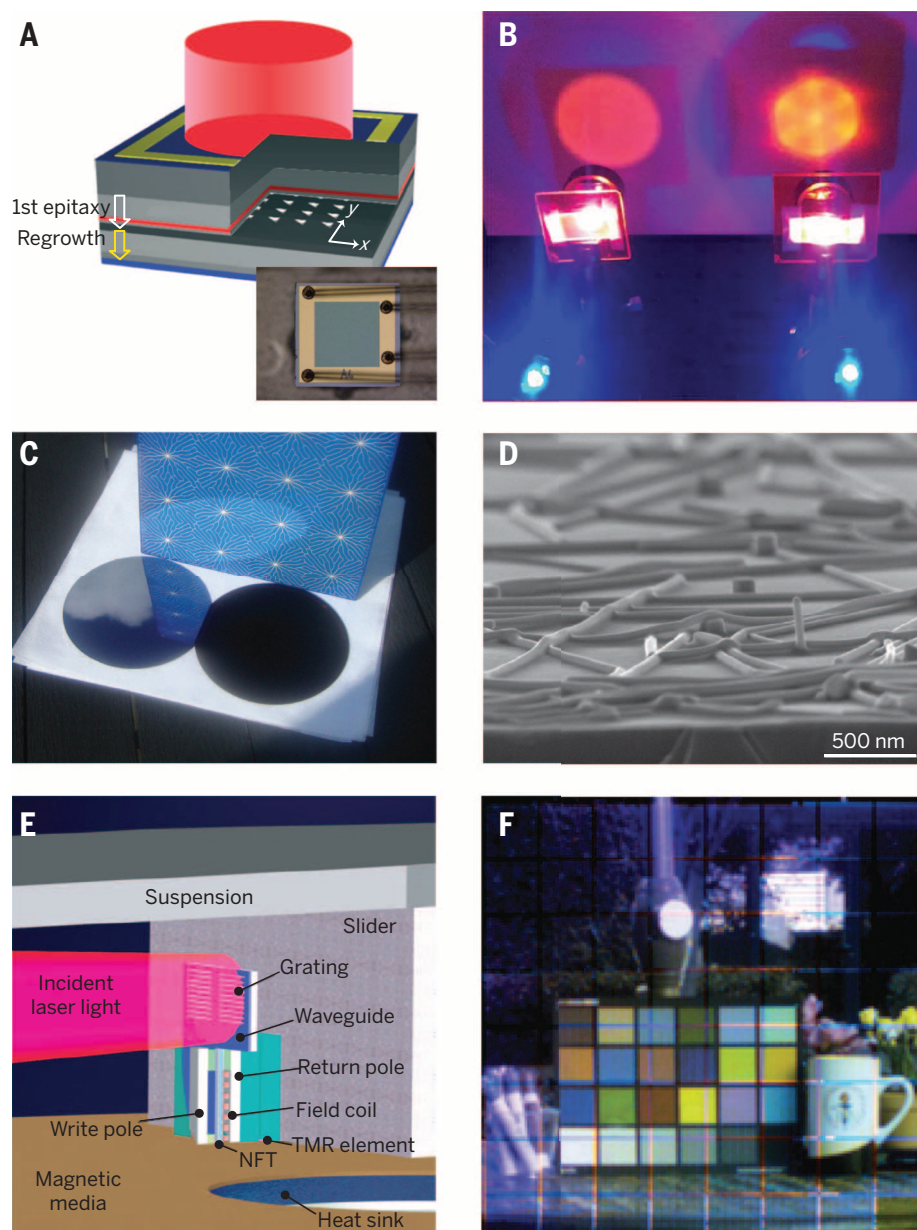 A
1st epitaxy
Regrowth
y
x
B
C
D
500 nm
E
Suspension
Slider
Incident
laser light
Grating
Waveguide
Return pole
Field coil
TMR element
Write pole
NFT
Magnetic
media
Heat sink
F